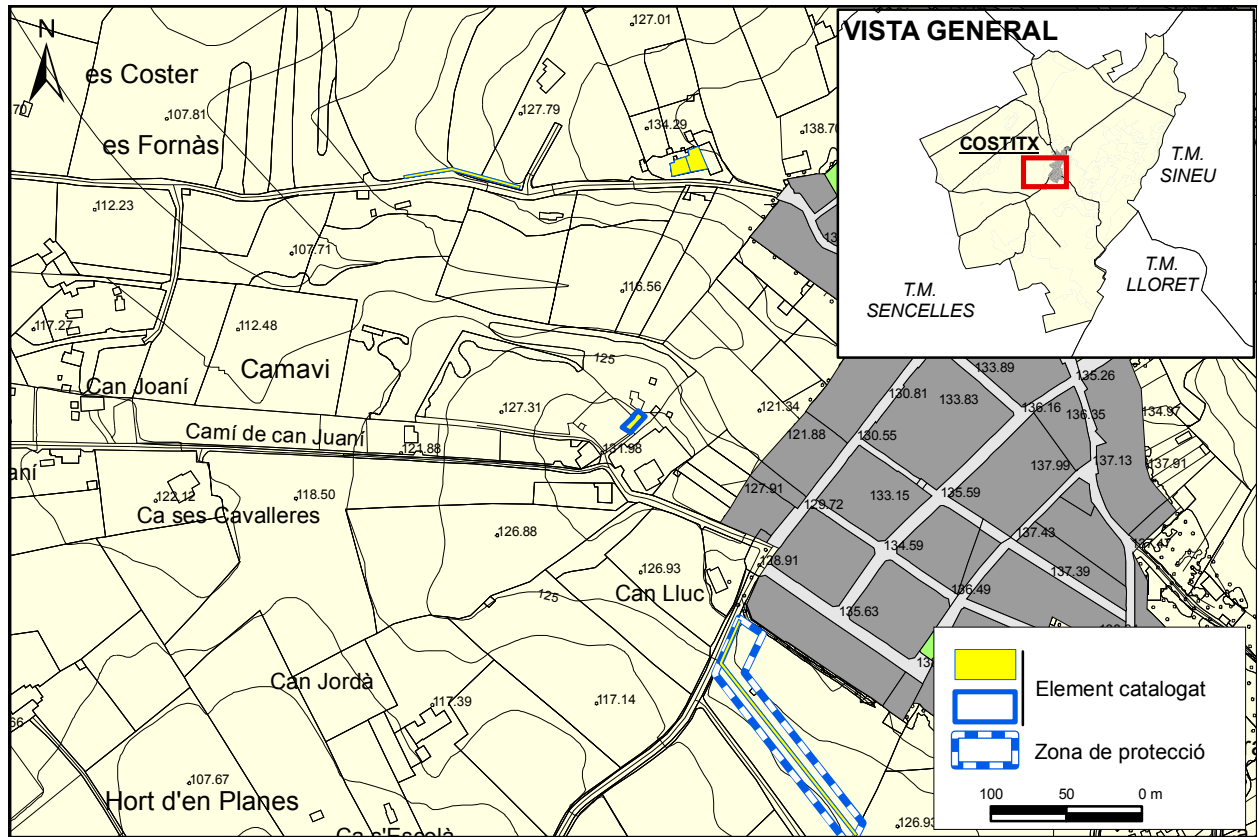 N
es Coster
es Fornàs
127.01
107.81
127.79
134.29
138.70
VISTA GENERAL
COSTITX
T.M.
SINEU
T.M.
LLORET
T.M.
SENCELLES
112.23
107.71
116.56
117.27
112.48
125
Camavi
Can Joaní
127.31
121.34
Camí de can Juaní
121.88
131.98
121.88
130.81
133.89
133.83
135.26
136.16
136.35
134.97
130.55
137.99
137.13
137.91
122.12
118.50
Ca ses Cavalleres
127.91
129.72
133.15
135.59
126.88
134.59
137.43
137.39
126.93
Can Lluc
138.91
125
135.63
136.49
Can Jordà
117.39
117.14
107.67
Hort d'en Planes
Ca s'Escolà
126.93
Element catalogat
Zona de protecció
100 50 0 m